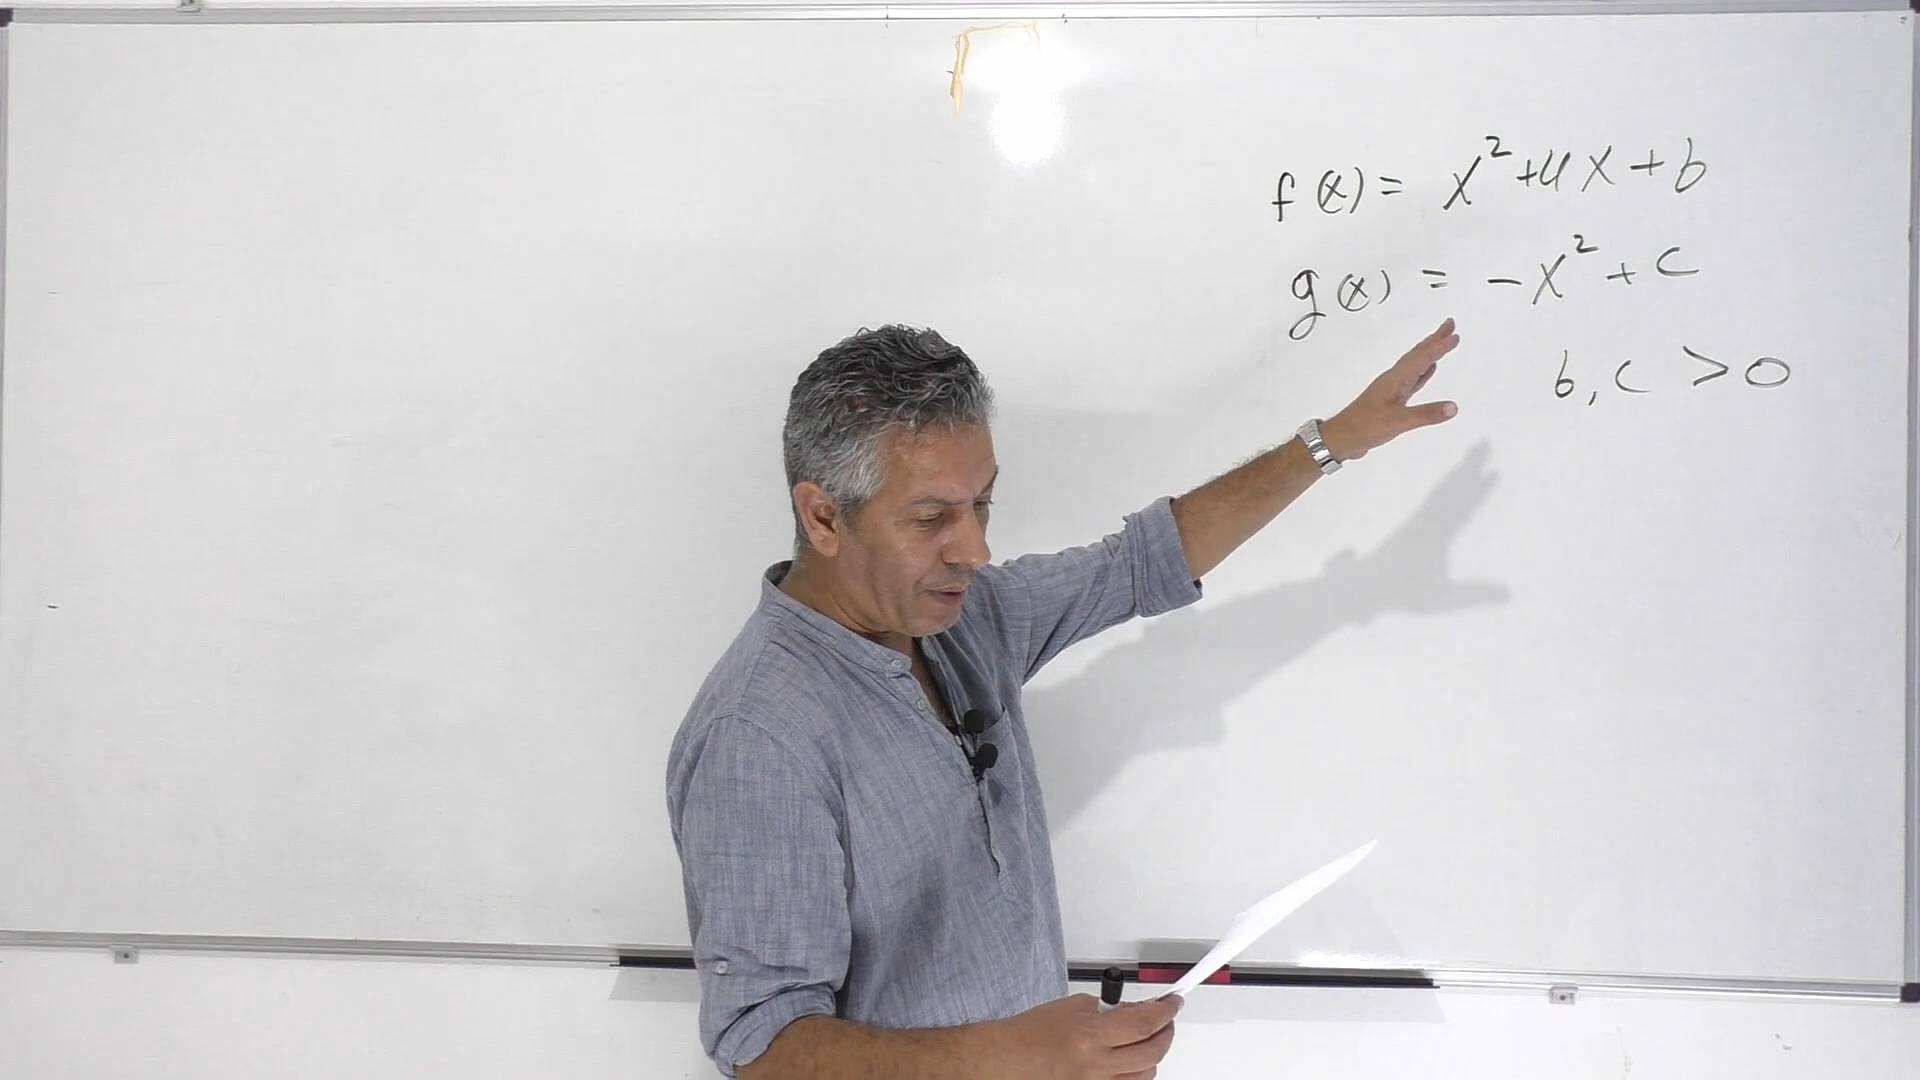 f(x) = x²+4x+b
g(x) = -x²+c
b, c > 0